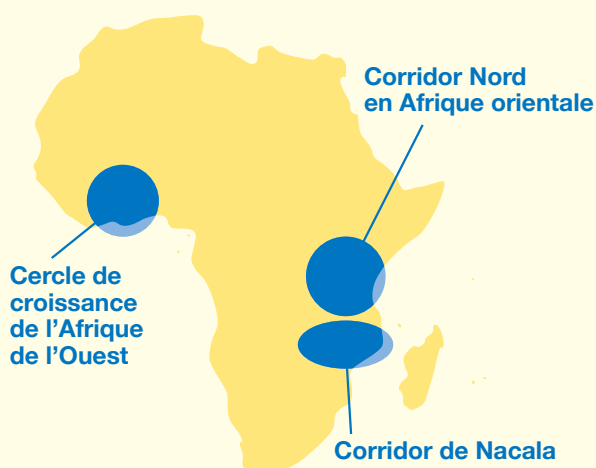 Corridor Nord
en Afrique orientale
Cercle de
croissance
de l’Afrique
de l’Ouest
Corridor de Nacala